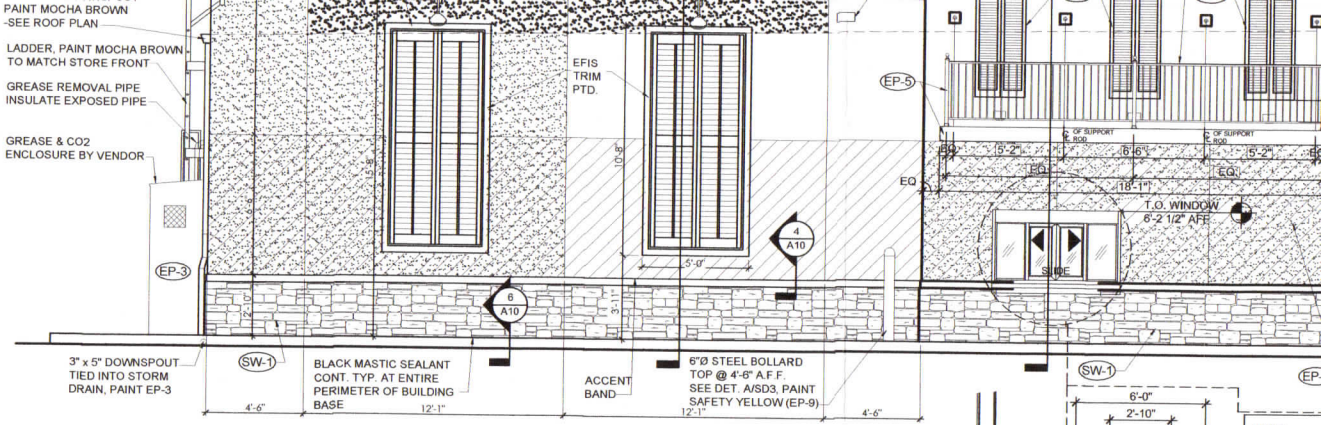 PAINT MOCHA BROWN
-SEE ROOF PLAN
LADDER, PAINT MOCHA BROWN
TO MATCH STORE FRONT
GREASE REMOVAL PIPE
INSULATE EXPOSED PIPE
GREASE & CO2
ENCLOSURE BY VENDOR
EP-3
3" x 5" DOWNSPOUT
TIED INTO STORM
DRAIN, PAINT EP-3
SW-1
2'-10"
BLACK MASTIC SEALANT
CONT. TYP. AT ENTIRE
PERIMETER OF BUILDING
BASE
6
A10
EFIS
TRIM
PTD.
10'-8"
5'-0"
3'-11"
4
A10
ACCENT
BAND
6"Ø STEEL BOLLARD
TOP @ 4'-6" A.F.F.
SEE DET. A/SD3, PAINT
SAFETY YELLOW (EP-9)
4'-6"
12'-1"
12'-1"
4'-6"
EP-5
℄ OF SUPPORT
ROD
℄ OF SUPPORT
ROD
EQ
5'-2"
6'-6"
5'-2"
EQ
EQ.
EQ.
EQ
18'-1"
T.O. WINDOW
6'-2 1/2" AFF
SLIDE
SW-1
EP-
6'-0"
2'-10"